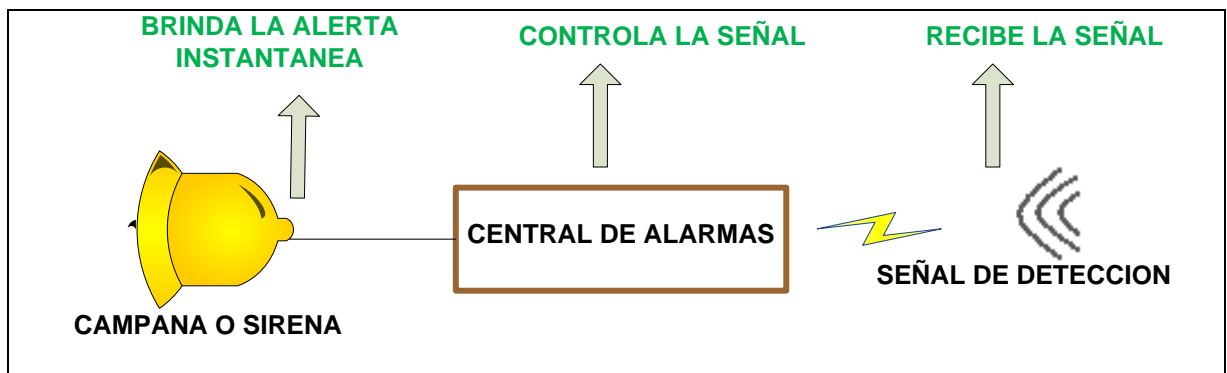 BRINDA LA ALERTA
INSTANTANEA
CONTROLA LA SEÑAL
RECIBE LA SEÑAL
CENTRAL DE ALARMAS
SEÑAL DE DETECCION
CAMPANA O SIRENA